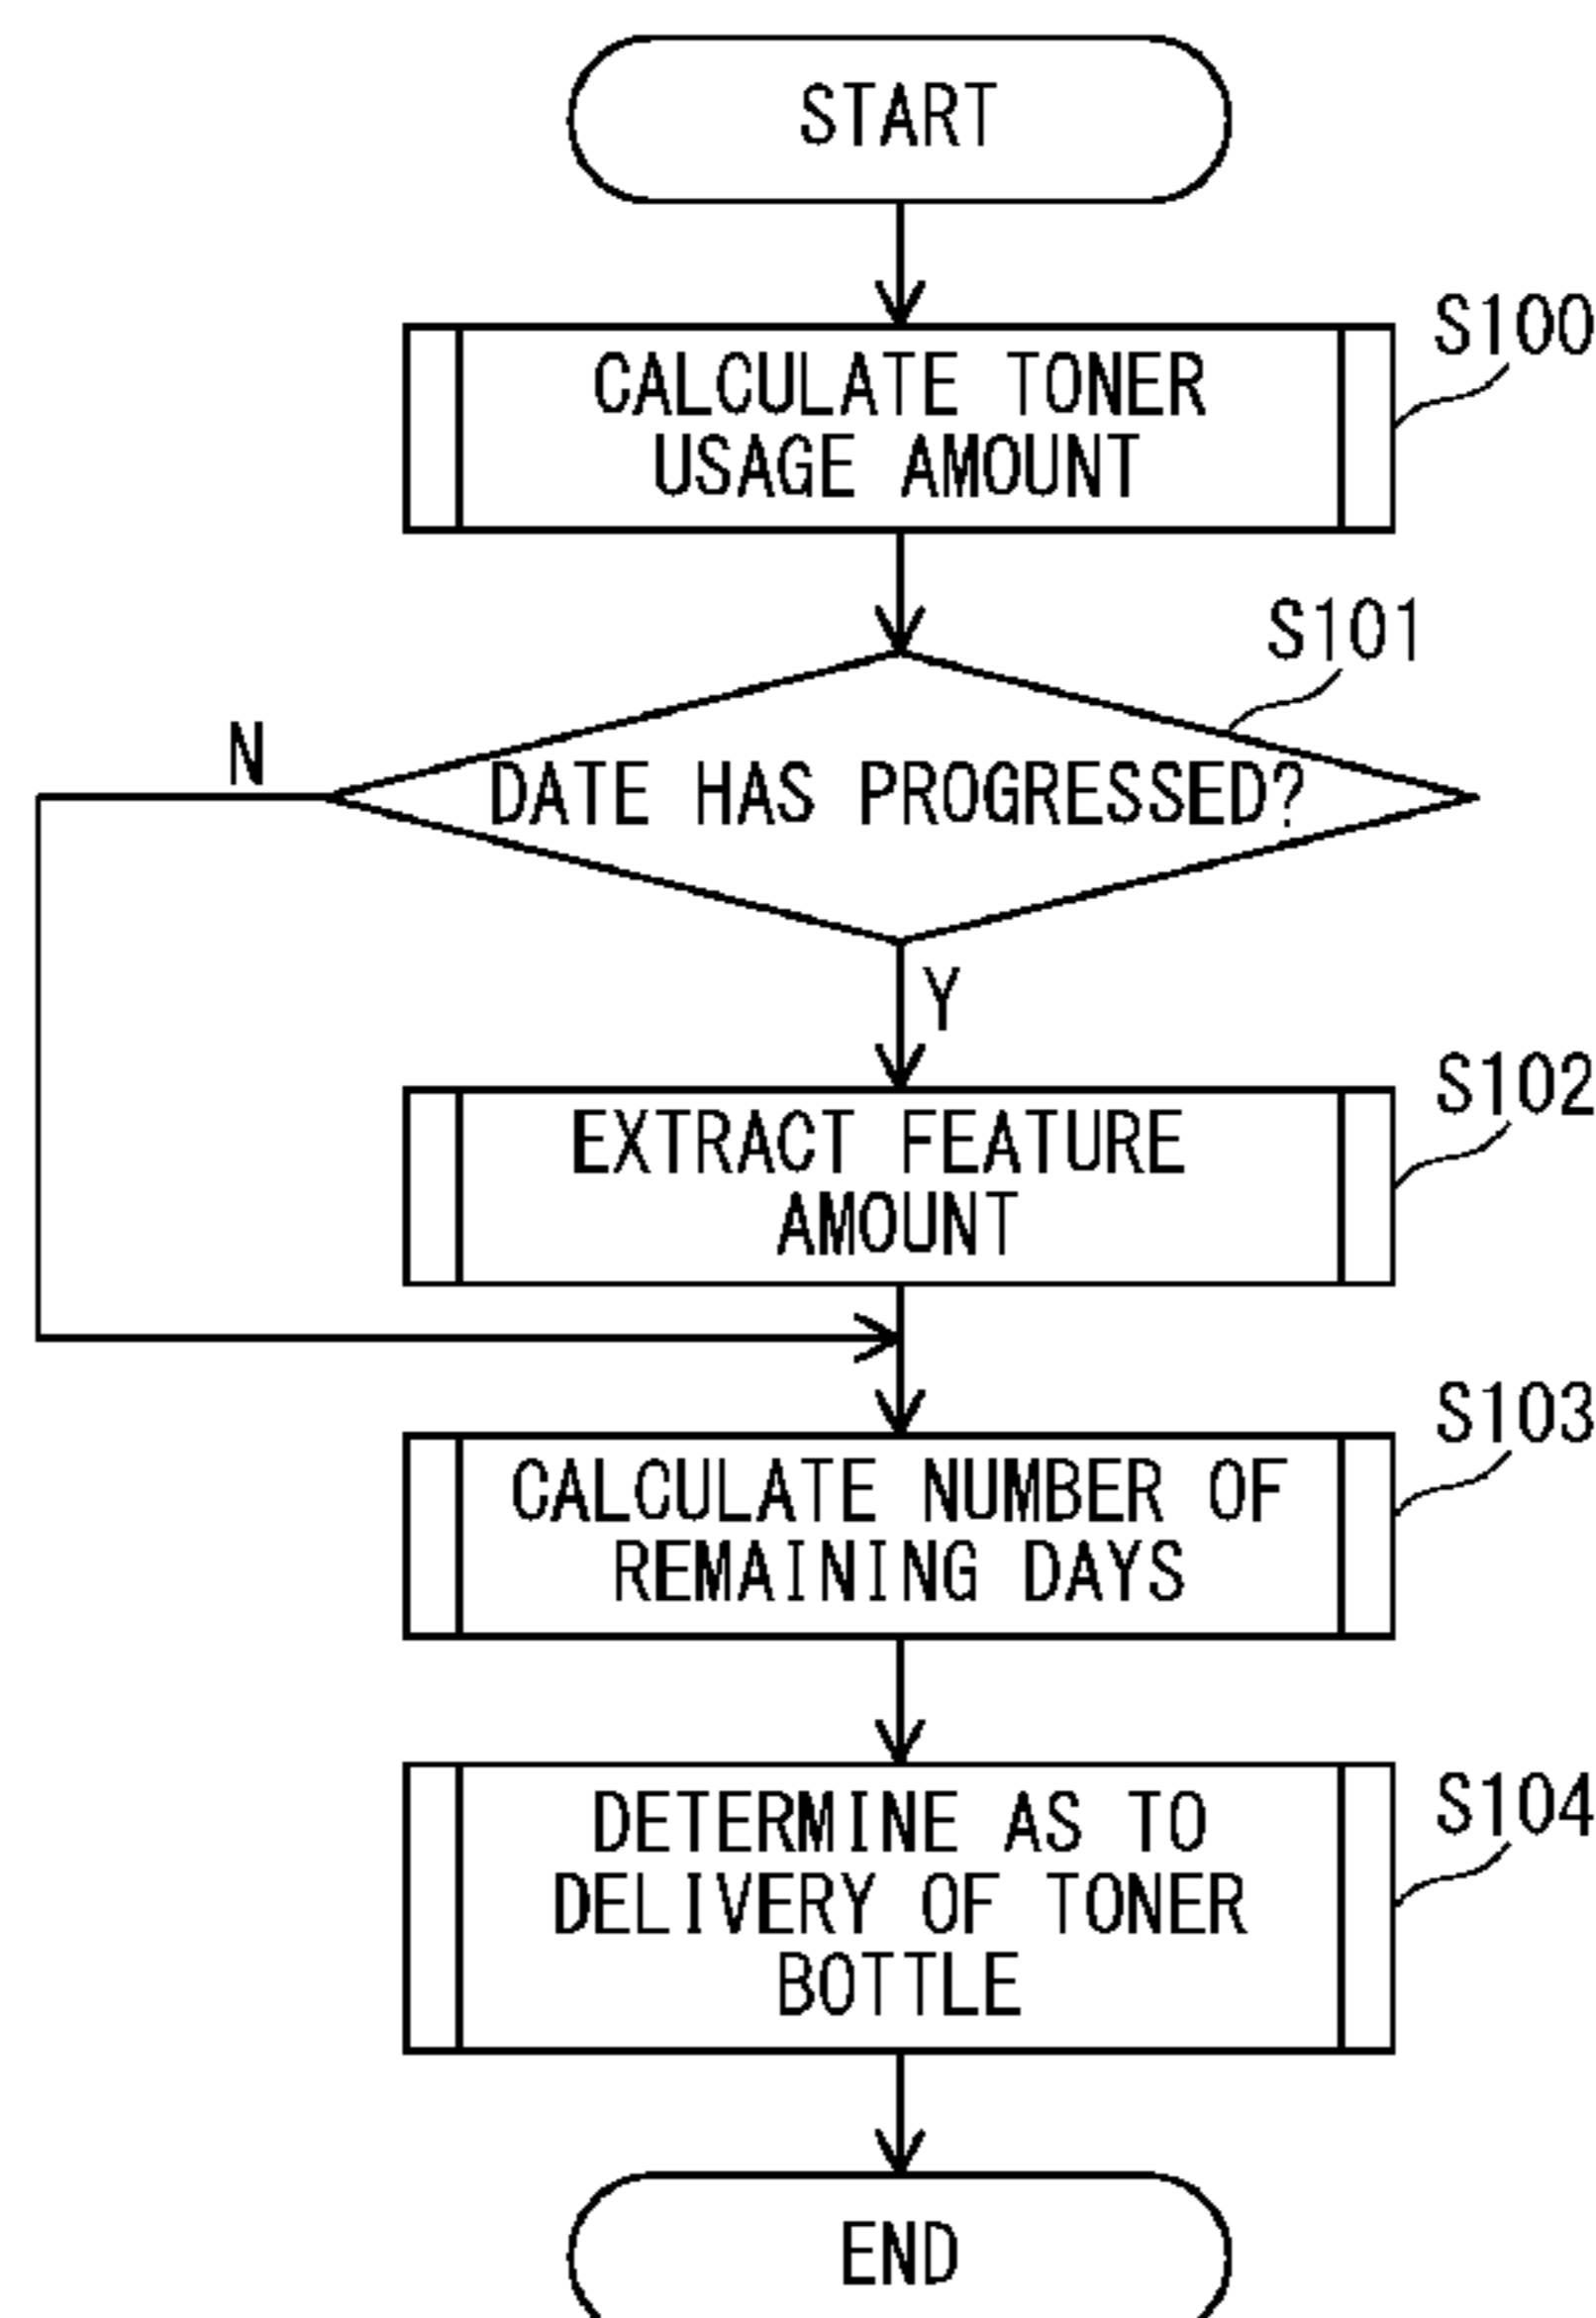 START
S100
CALCULATE TONER
USAGE AMOUNT
S101
N
DATE HAS PROGRESSED?
Y
S102
EXTRACT FEATURE
AMOUNT
S103
CALCULATE NUMBER OF
REMAINING DAYS
S104
DETERMINE AS TO
DELIVERY OF TONER
BOTTLE
END